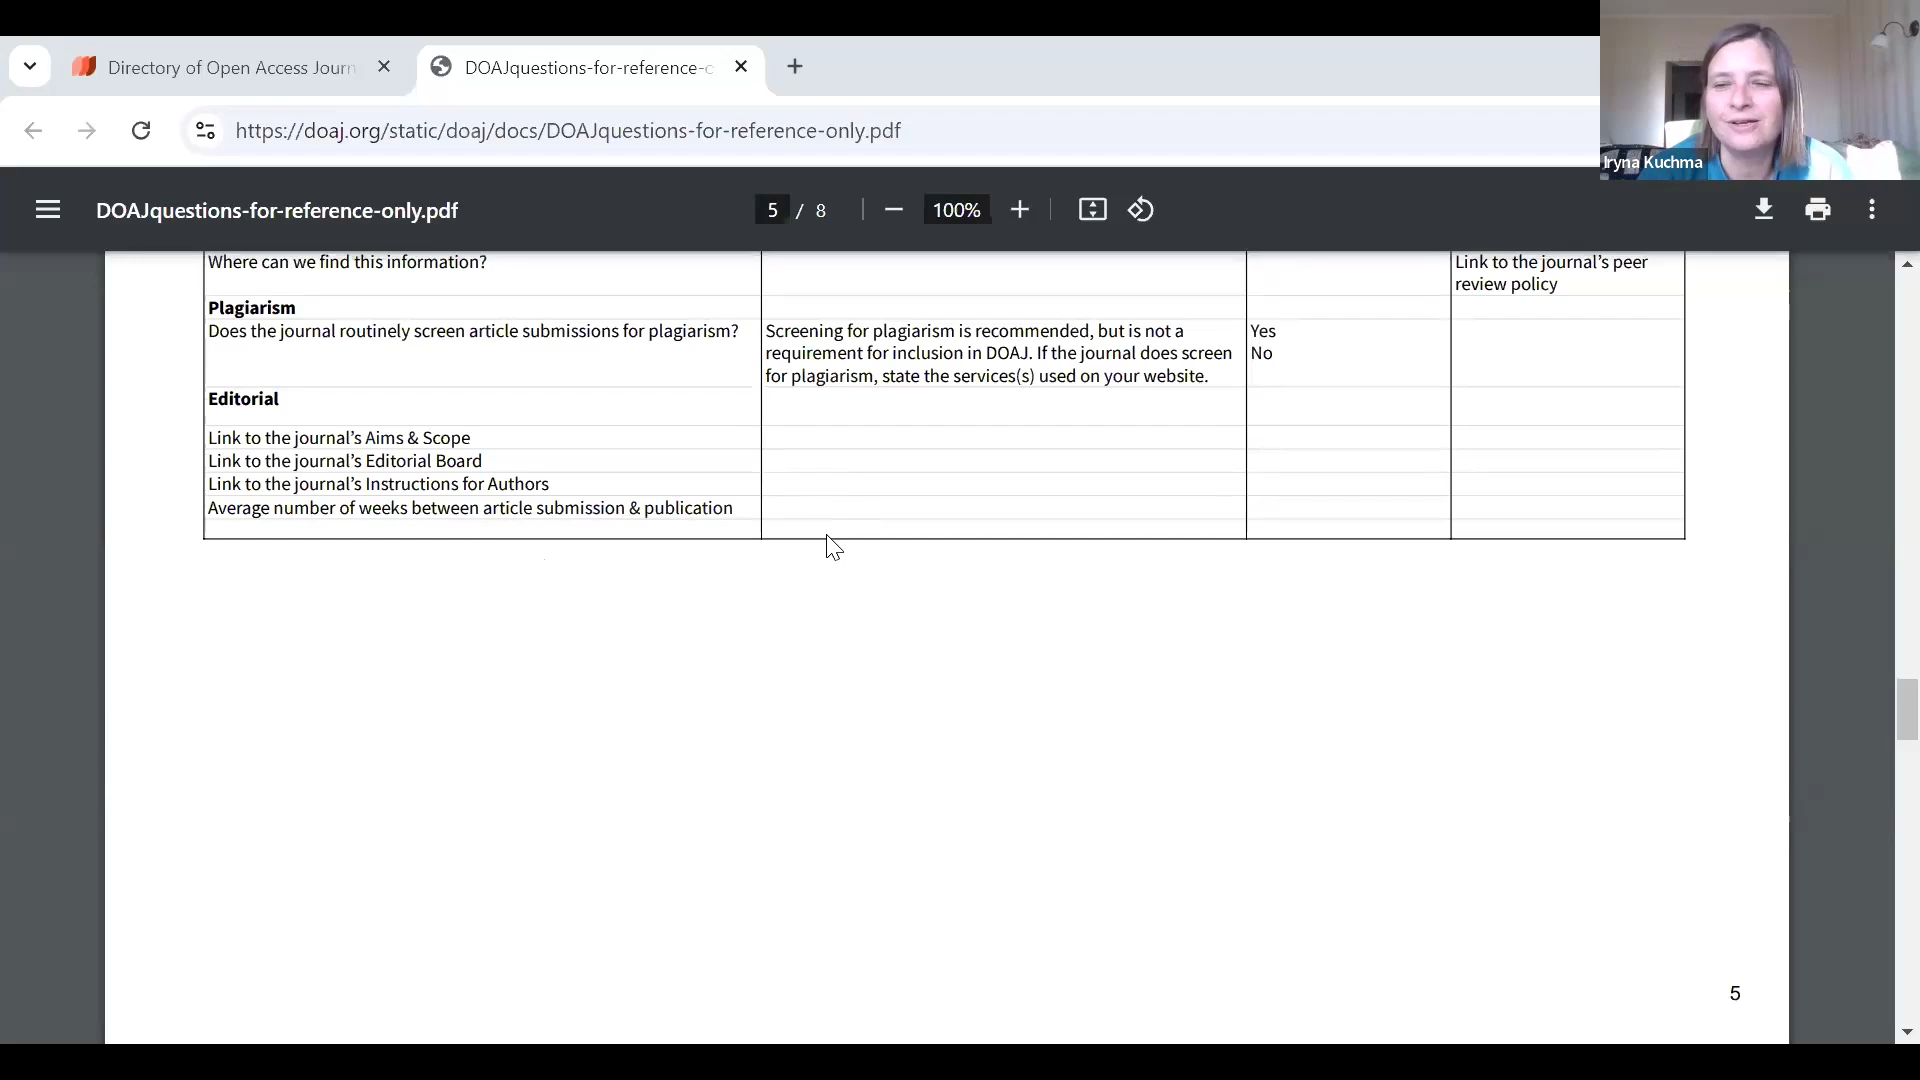 Directory of Open Access Journ
DOAJquestions-for-reference-o
https://doaj.org/static/doaj/docs/DOAJquestions-for-reference-only.pdf
Iryna Kuchma
DOAJquestions-for-reference-only.pdf
5 / 8
100%
Where can we find this information?
Link to the journal’s peer
review policy
Plagiarism
Does the journal routinely screen article submissions for plagiarism?
Screening for plagiarism is recommended, but is not a
requirement for inclusion in DOAJ. If the journal does screen
for plagiarism, state the services(s) used on your website.
Yes
No
Editorial
Link to the journal’s Aims & Scope
Link to the journal’s Editorial Board
Link to the journal’s Instructions for Authors
Average number of weeks between article submission & publication
5